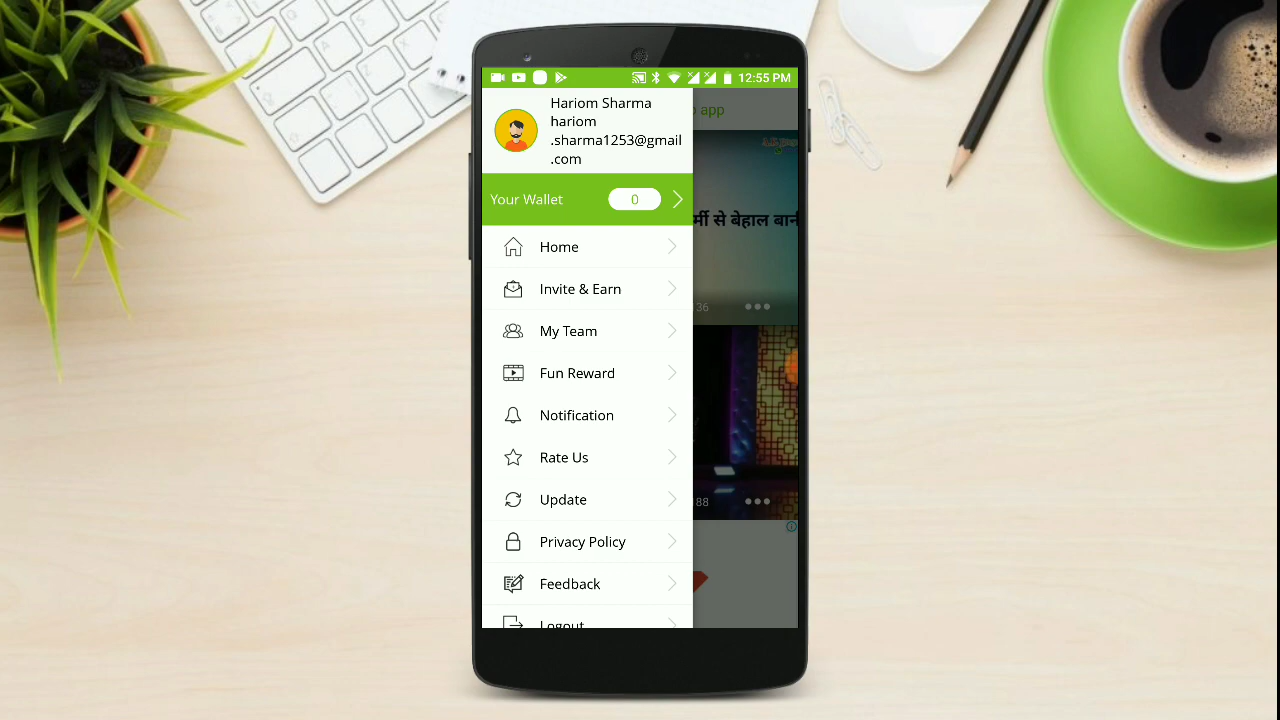 12:55 PM
Hariom Sharma
hariom
.sharma1253@gmail
.com
app
Your Wallet 0
र्मी से बेहाल
Home
Invite & Earn
36
My Team
Fun Reward
Notification
Rate Us
Update
88
Privacy Policy
Feedback
Logout